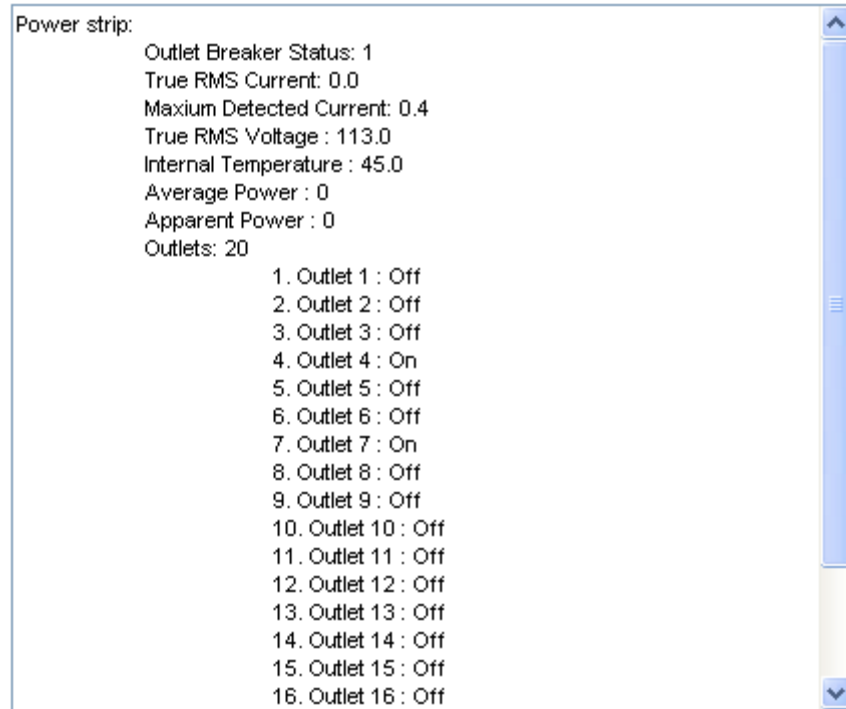 Power strip:
Outlet Breaker Status: 1
True RMS Current: 0.0
Maxium Detected Current: 0.4
True RMS Voltage : 113.0
Internal Temperature : 45.0
Average Power : 0
Apparent Power : 0
Outlets: 20
1. Outlet 1 : Off
2. Outlet 2 : Off
3. Outlet 3 : Off
4. Outlet 4 : On
5. Outlet 5 : Off
6. Outlet 6 : Off
7. Outlet 7 : On
8. Outlet 8 : Off
9. Outlet 9 : Off
10. Outlet 10 : Off
11. Outlet 11 : Off
12. Outlet 12 : Off
13. Outlet 13 : Off
14. Outlet 14 : Off
15. Outlet 15 : Off
16. Outlet 16 : Off